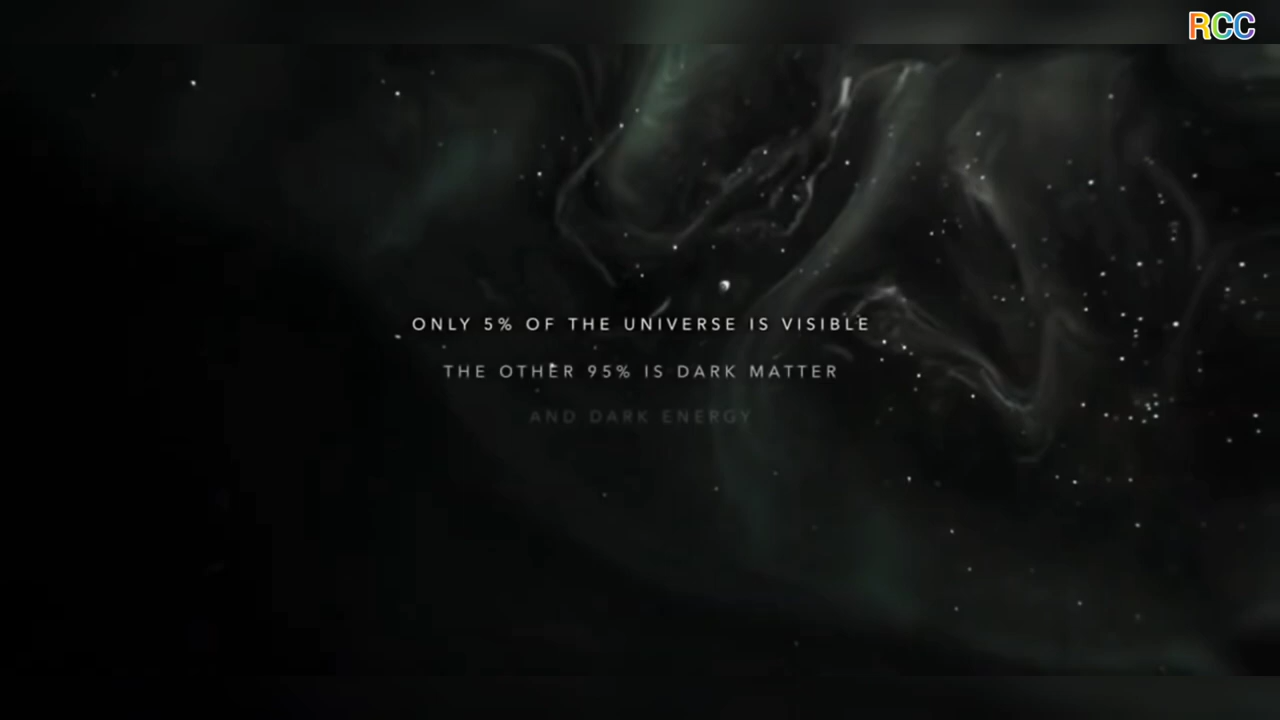 RCC
ONLY 5% OF THE UNIVERSE IS VISIBLE
THE OTHER 95% IS DARK MATTER
AND DARK ENERGY